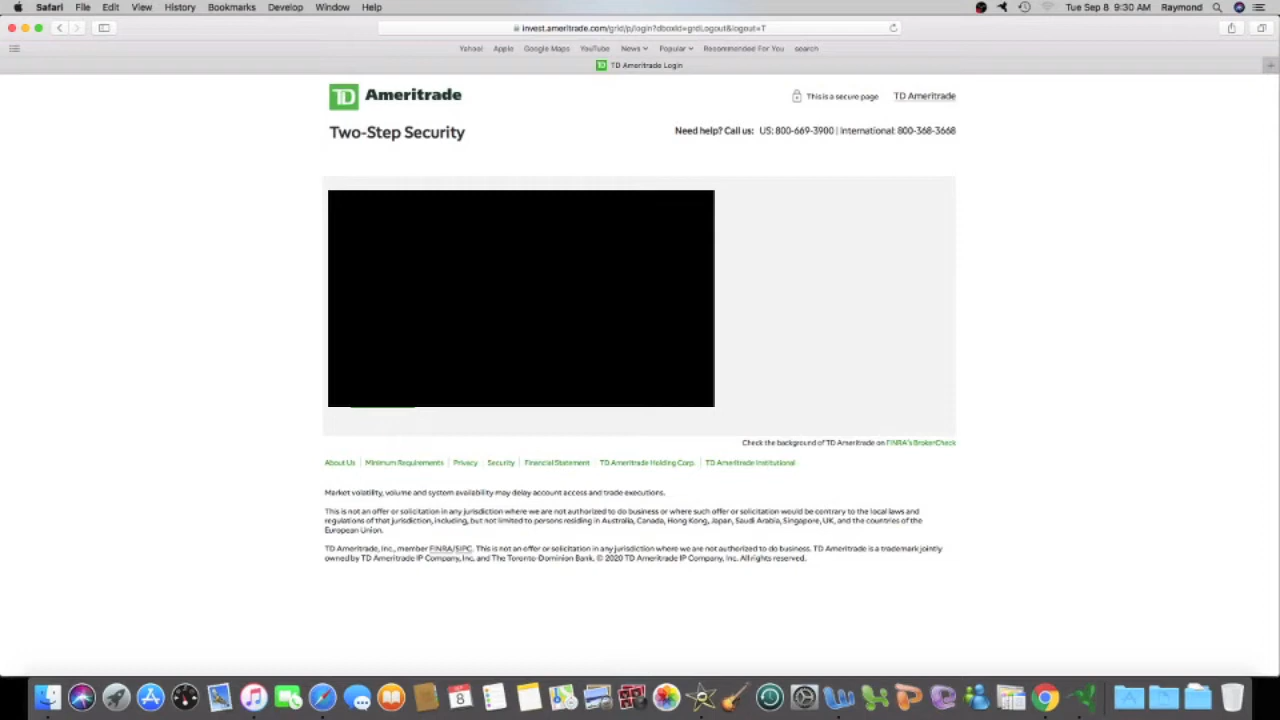 Safari File Edit View History Bookmarks Develop Window Help Tue Sep 8 9:30 AM Raymond
invest.ameritrade.com/grid/p/login?dboxId=grdLogout&logout=T
Yahoo! Apple Google Maps YouTube News Popular Recommended For You search
TD Ameritrade Login
TD Ameritrade
This is a secure page TD Ameritrade
Two-Step Security
Need help? Call us: US: 800-669-3900 | International: 800-368-3668
Check the background of TD Ameritrade on FINRA's BrokerCheck
About Us Minimum Requirements Privacy Security Financial Statement TD Ameritrade Holding Corp. TD Ameritrade Institutional
Market volatility, volume and system availability may delay account access and trade executions.
This is not an offer or solicitation in any jurisdiction where we are not authorized to do business or where such offer or solicitation would be contrary to the local laws and
regulations of that jurisdiction, including, but not limited to persons residing in Australia, Canada, Hong Kong, Japan, Saudi Arabia, Singapore, UK, and the countries of the
European Union.
TD Ameritrade, Inc., member FINRA/SIPC. This is not an offer or solicitation in any jurisdiction where we are not authorized to do business. TD Ameritrade is a trademark jointly
owned by TD Ameritrade IP Company, Inc. and The Toronto-Dominion Bank. © 2020 TD Ameritrade IP Company, Inc. All rights reserved.
8